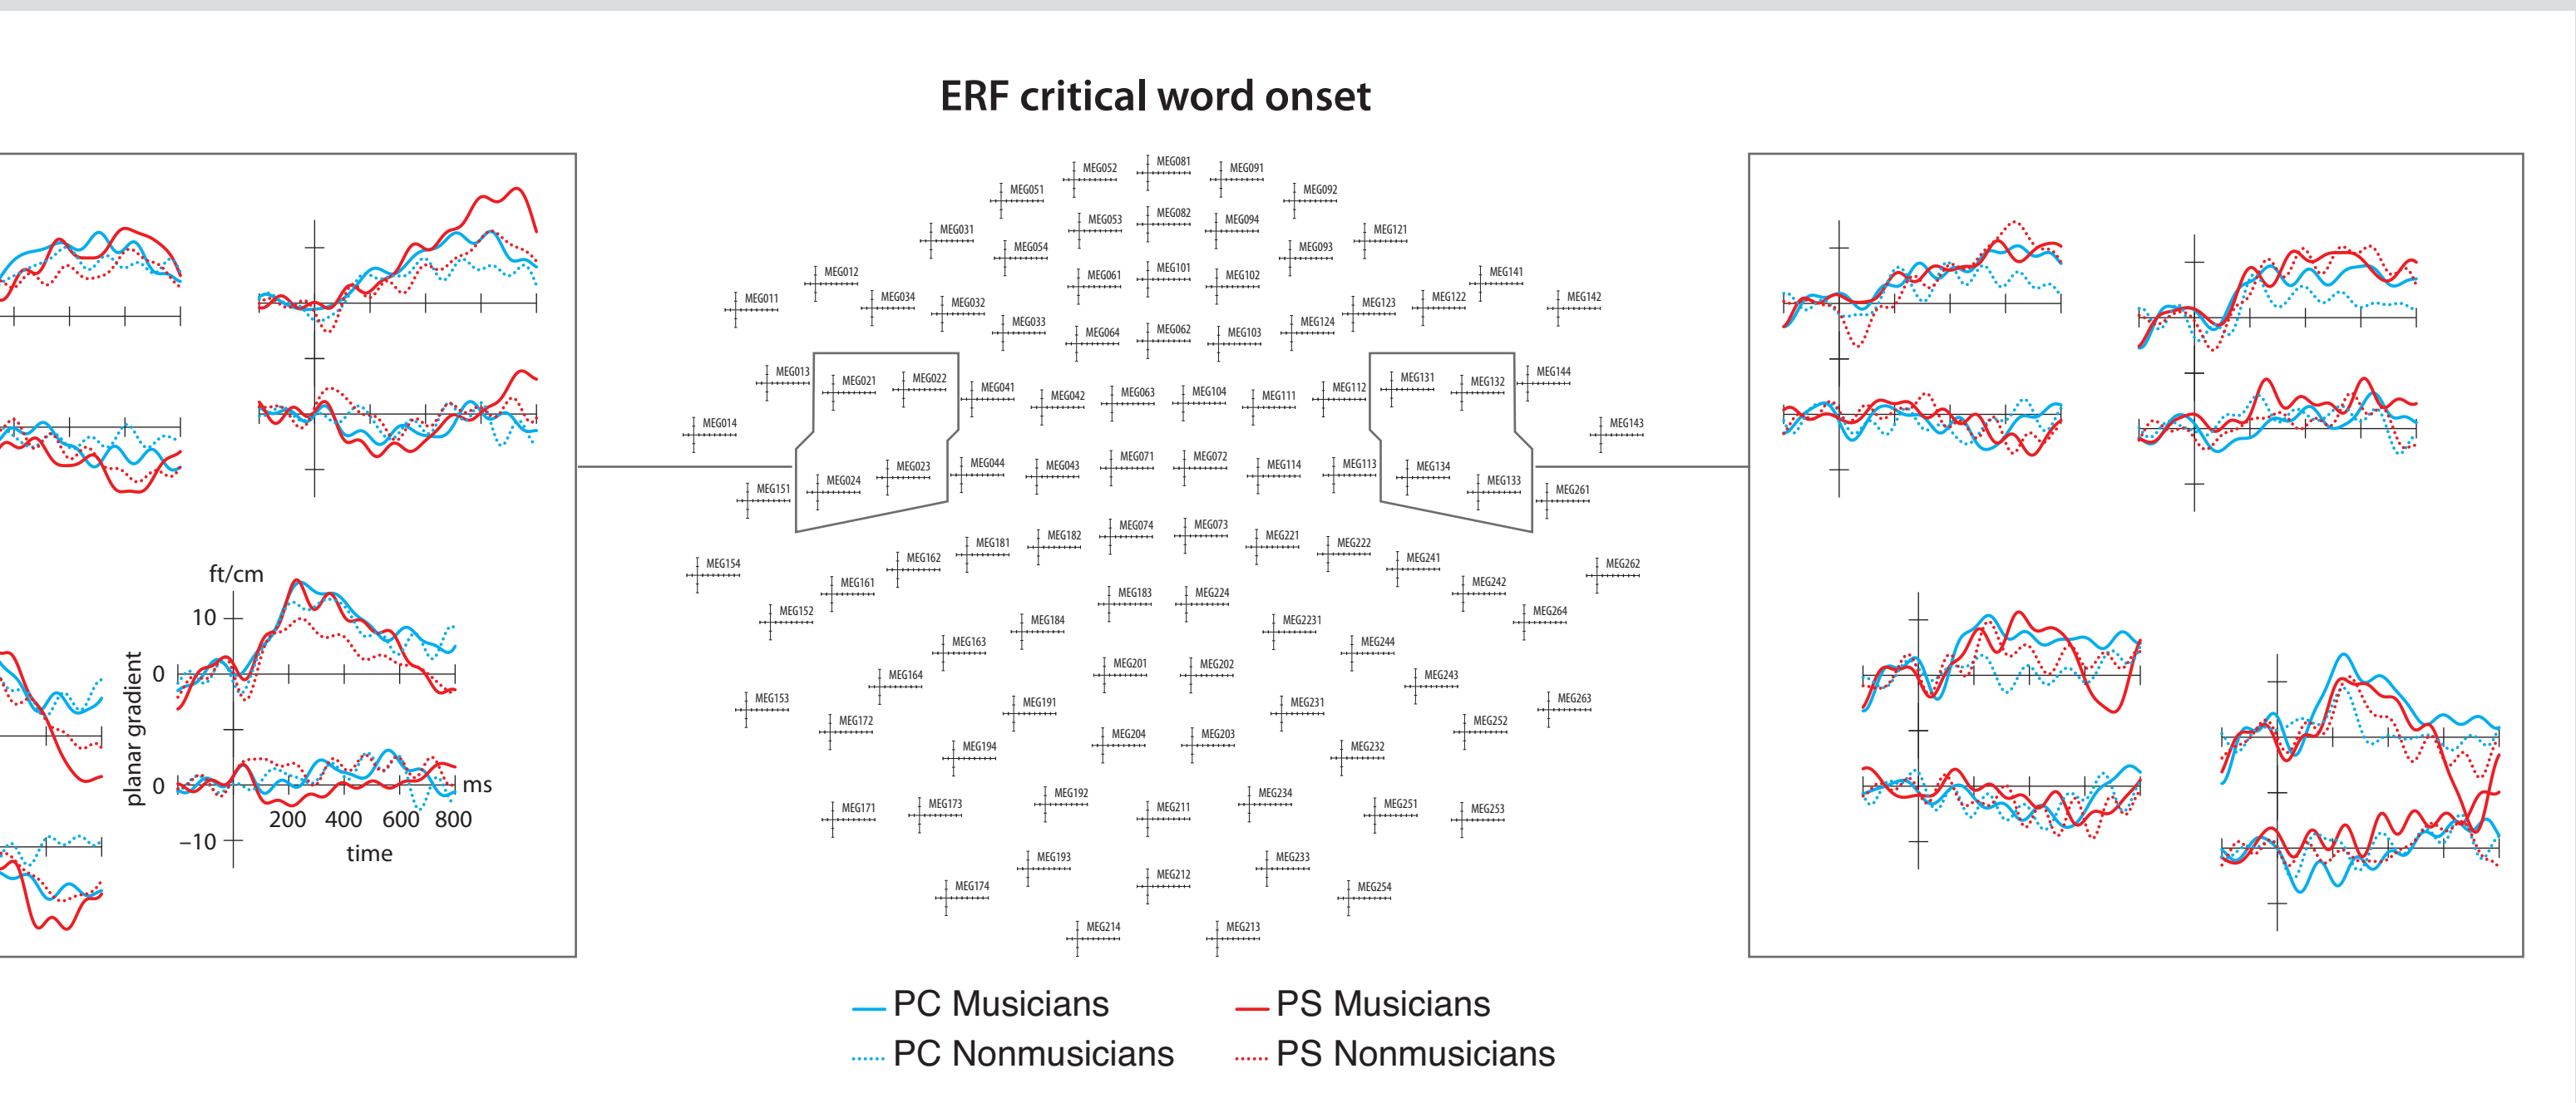 ERF critical word onset
MEG081
MEG052
MEG091
MEG051
MEG092
MEG082
MEG053
MEG094
MEG031
MEG121
MEG054
MEG093
MEG012
MEG061
MEG101
MEG102
MEG141
MEG011
MEG034
MEG032
MEG123
MEG122
MEG142
MEG033
MEG064
MEG062
MEG103
MEG124
MEG013
MEG021
MEG022
MEG041
MEG042
MEG063
MEG104
MEG111
MEG112
MEG131
MEG132
MEG144
MEG014
MEG143
MEG024
MEG023
MEG044
MEG043
MEG071
MEG072
MEG114
MEG113
MEG134
MEG133
MEG151
MEG261
MEG181
MEG182
MEG074
MEG073
MEG221
MEG222
MEG154
MEG162
MEG241
MEG262
MEG161
MEG242
MEG152
MEG183
MEG224
MEG264
MEG163
MEG184
MEG2231
MEG244
MEG164
MEG201
MEG202
MEG243
MEG153
MEG191
MEG231
MEG263
MEG172
MEG194
MEG204
MEG203
MEG232
MEG252
MEG171
MEG173
MEG192
MEG211
MEG234
MEG251
MEG253
MEG193
MEG233
MEG174
MEG212
MEG254
MEG214
MEG213
ft/cm
10
0
planar gradient
0
ms
200 400 600 800
−10
time
PC Musicians
PS Musicians
PC Nonmusicians
PS Nonmusicians